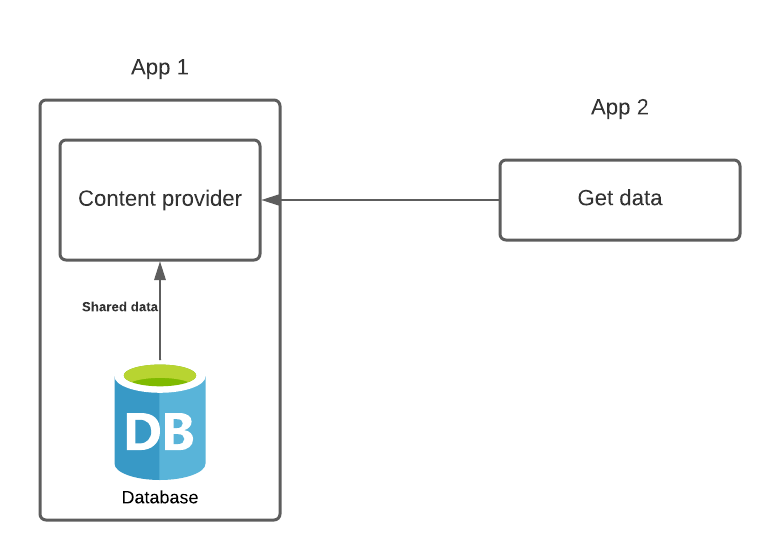 App 1
App 2
Content provider
Get data
Shared data
DB
Database